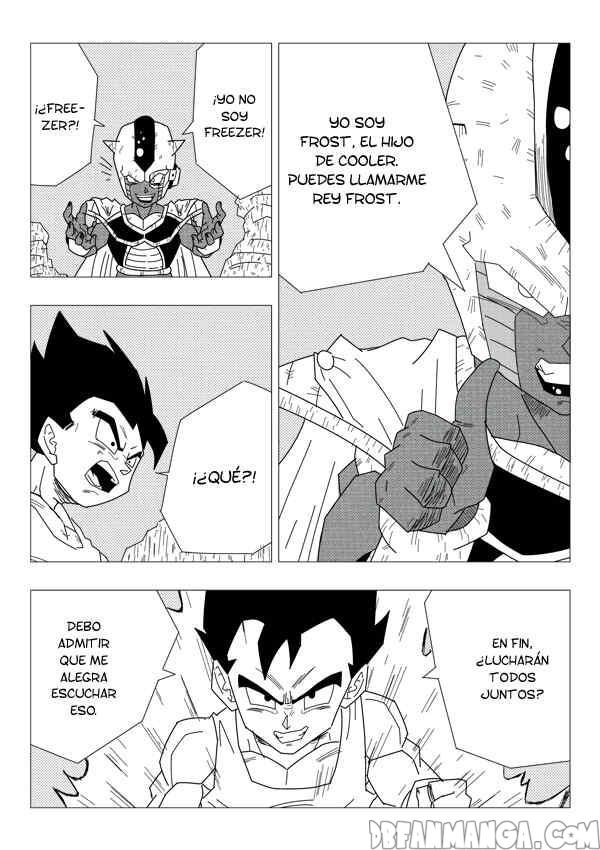 ¡¿FREE-
ZER?!
¡YO NO
SOY
FREEZER!
YO SOY
FROST, EL HIJO
DE COOLER.
PUEDES LLAMARME
REY FROST.
¡¿QUÉ?!
DEBO
ADMITIR
QUE ME
ALEGRA
ESCUCHAR
ESO.
EN FIN,
¿LUCHARÁN
TODOS
JUNTOS?
DBFANMANGA.COM